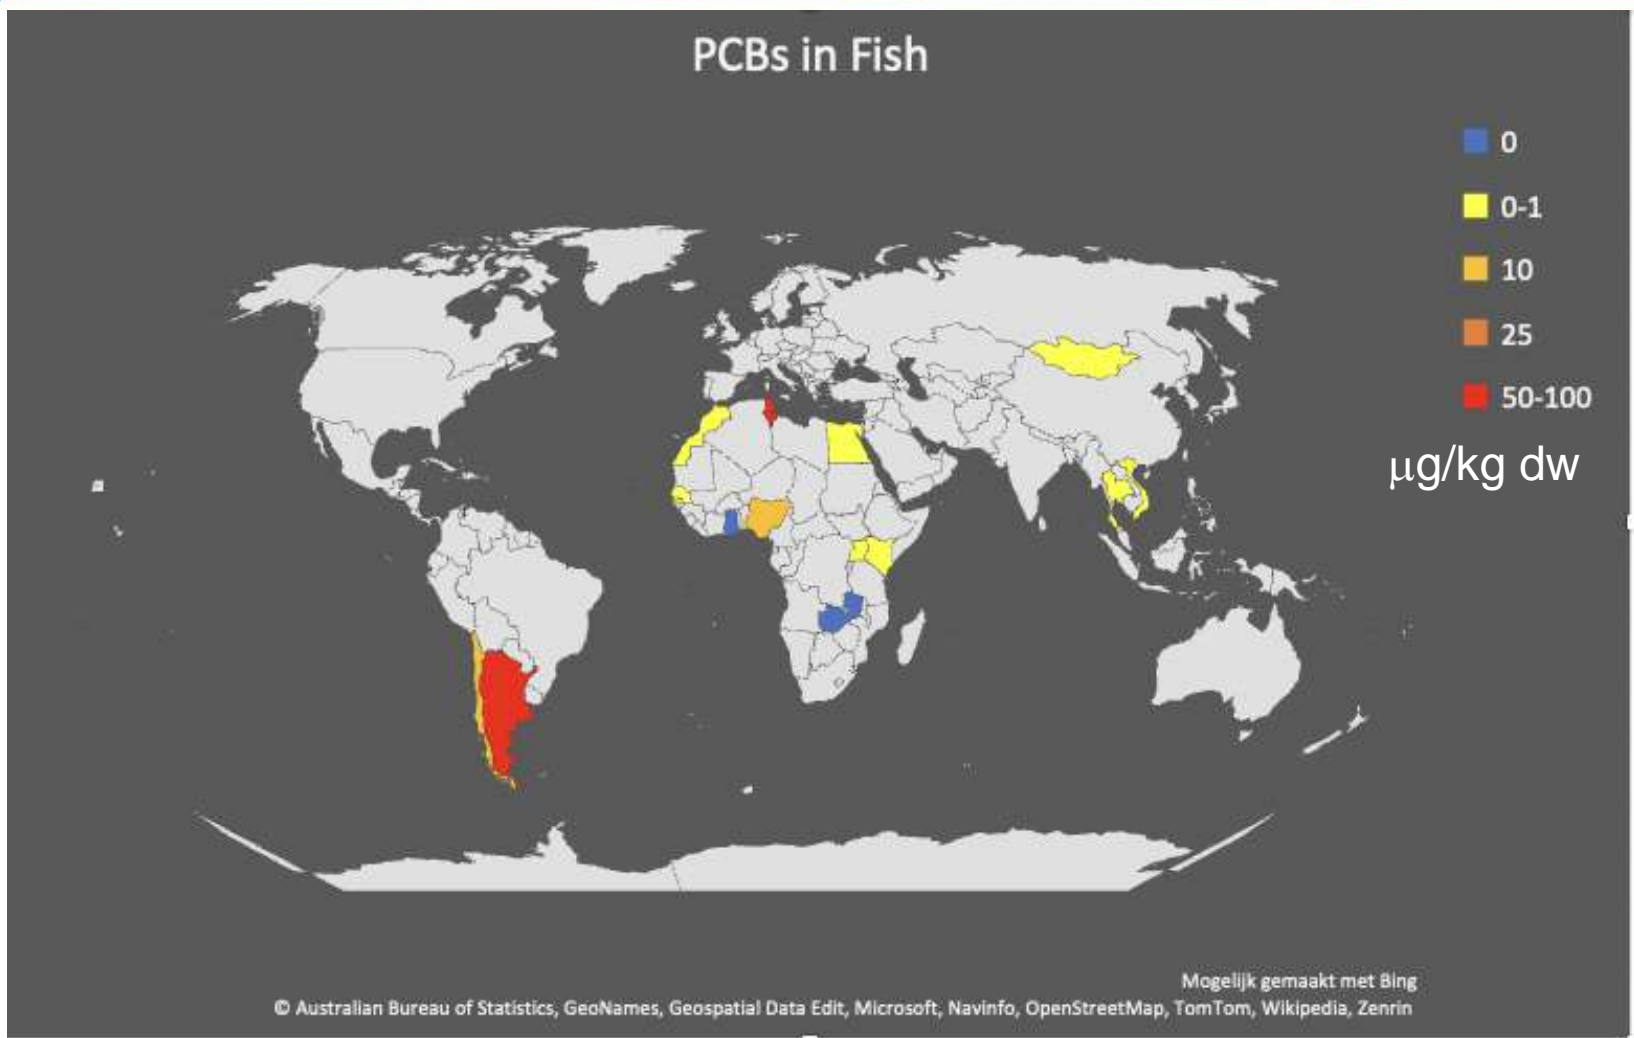 PCBs in Fish
0
0-1
10
25
50-100
μg/kg dw
Mogelijk gemaakt met Bing
© Australian Bureau of Statistics, GeoNames, Geospatial Data Edit, Microsoft, Navinfo, OpenStreetMap, TomTom, Wikipedia, Zenrin